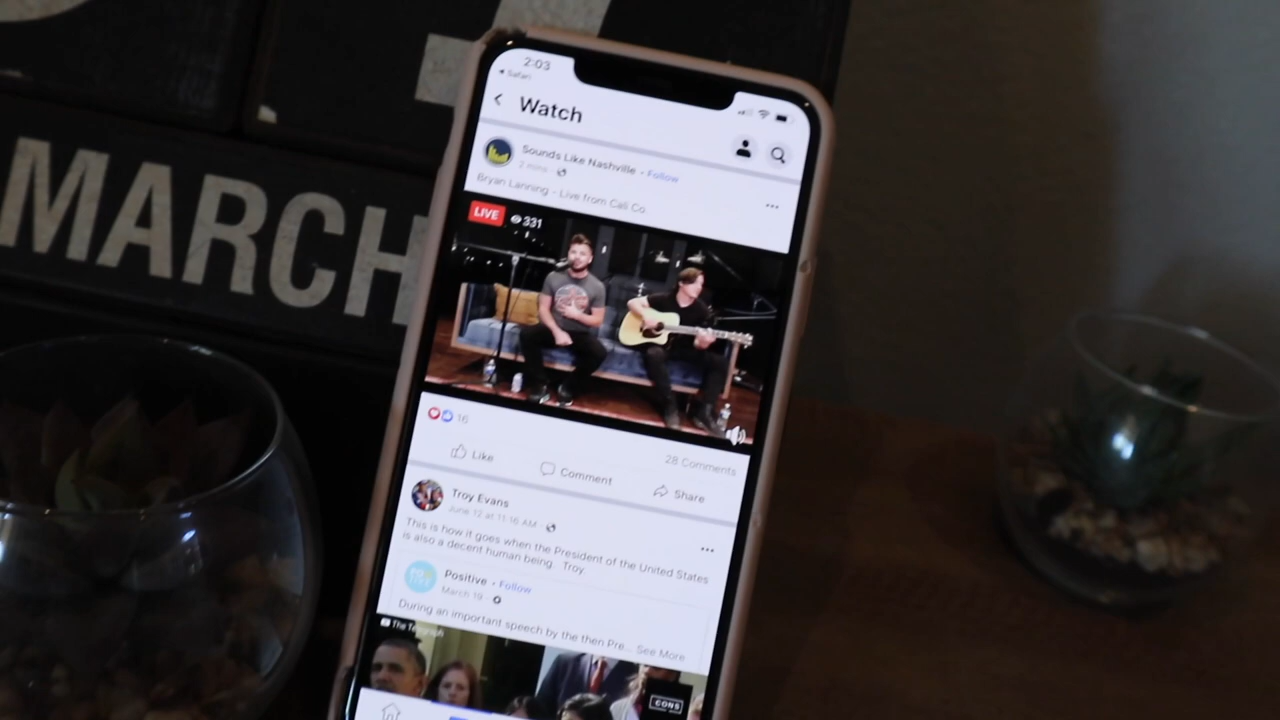 MARCH
2:03
Safari
Watch
Sounds Like Nashville · Follow
2 mins ·
Bryan Lanning - Live from Cali Co.
LIVE 331
16
28 Comments
Like Comment Share
Troy Evans
June 12 at 11:16 AM ·
This is how it goes when the President of the United States
is also a decent human being. Troy.
Positive · Follow
March 19 ·
During an important speech by the then Pre... See More
The Telegraph
CONS